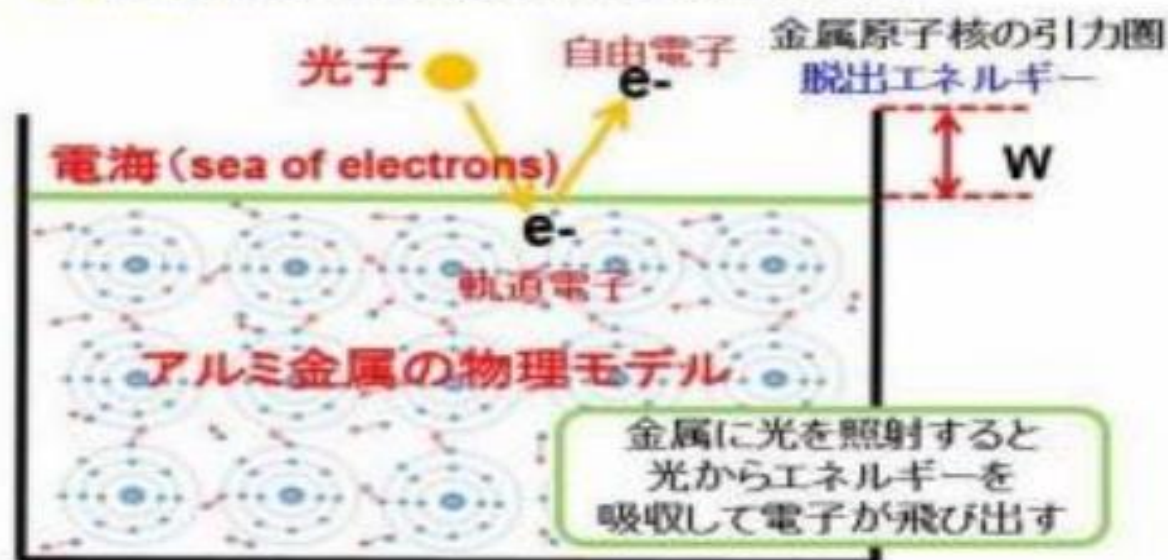 光子
自由電子
e-
金属原子核の引力圏
脱出エネルギー
電海(sea of electrons)
W
e-
軌道電子
アルミ金属の物理モデル
金属に光を照射すると
光からエネルギーを
吸収して電子が飛び出す